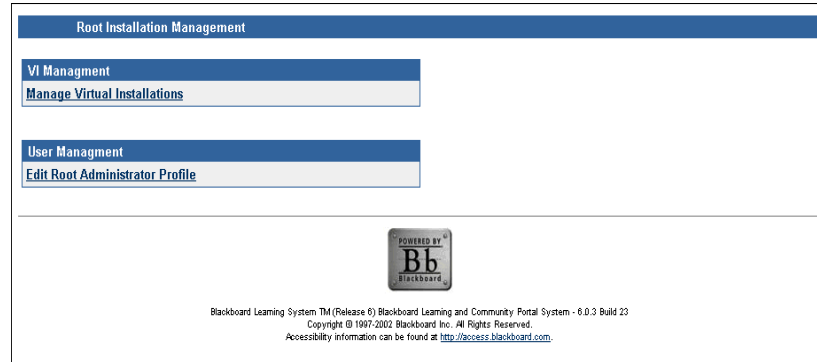 Root Installation Management
VI Managment
Manage Virtual Installations
User Managment
Edit Root Administrator Profile
POWERED BY
Bb
Blackboard
Blackboard Learning System TM (Release 6) Blackboard Learning and Community Portal System - 6.0.3 Build 23
Copyright © 1997-2002 Blackboard Inc. All Rights Reserved.
Accessibility information can be found at http://access.blackboard.com.